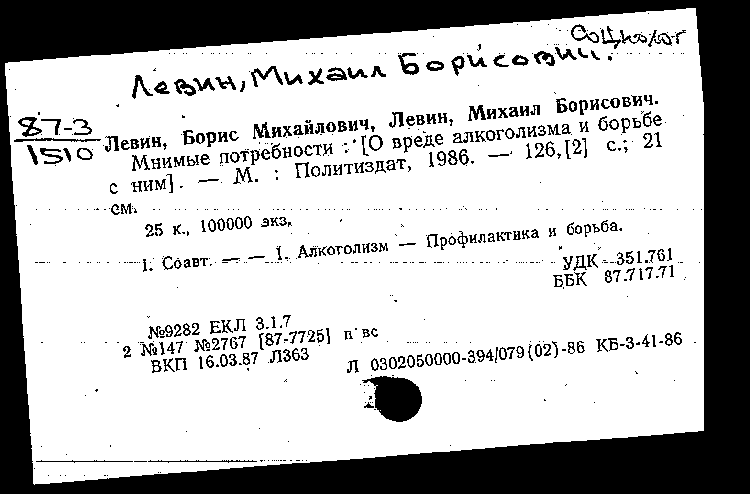 Социолог
Левин, Михаил Борисович.
87-3
1510
Левин, Борис Михайлович, Левин, Михаил Борисович.
Мнимые потребности : [О вреде алкоголизма и борьбе
с ним]. — М. : Политиздат, 1986. — 126,[2] с.; 21
см.
25 к., 100000 экз.
1. Соавт. — — 1. Алкоголизм — Профилактика и борьба.
УДК 351.761
ББК 87.717.71
№9282 ЕКЛ 3.1.7
2 №147 №2767 [87-7725] п вс
ВКП 16.03.87 Л363
Л 0302050000-394/079(02)-86 КБ-3-41-86